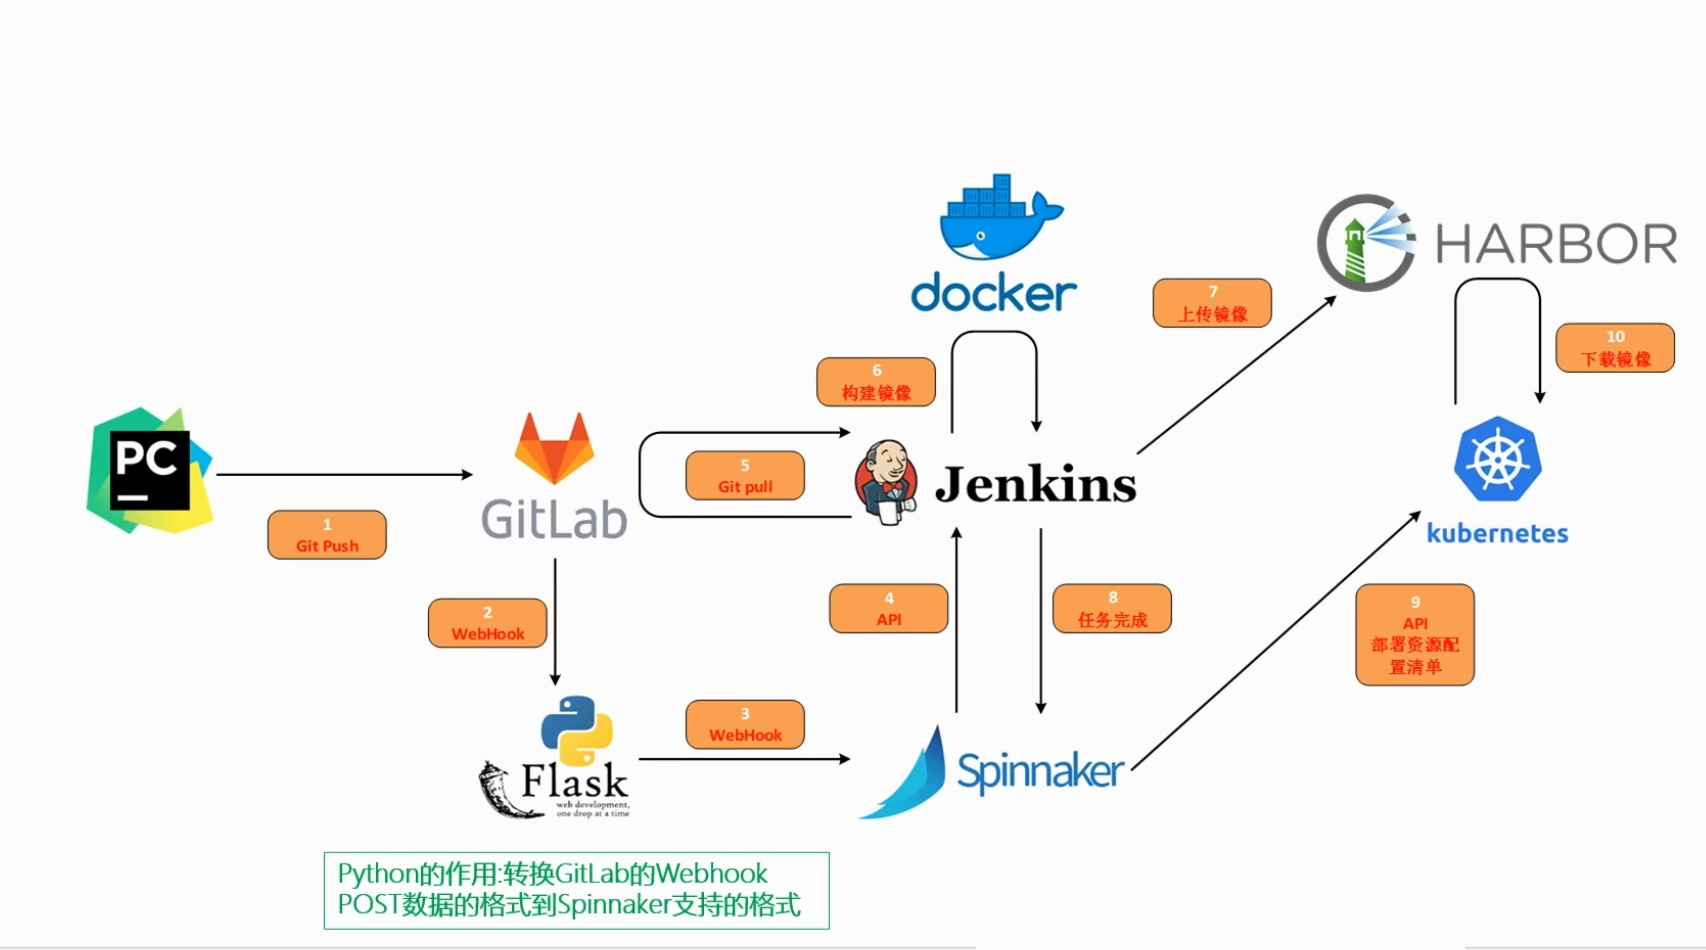 docker
HARBOR
7
上传镜像
10
下载镜像
6
构建镜像
PC
GitLab
5
Git pull
Jenkins
kubernetes
1
Git Push
2
WebHook
4
API
8
任务完成
9
API
部署资源配
置清单
3
WebHook
Flask
web development,
one drop at a time
Spinnaker
Python的作用:转换GitLab的Webhook
POST数据的格式到Spinnaker支持的格式